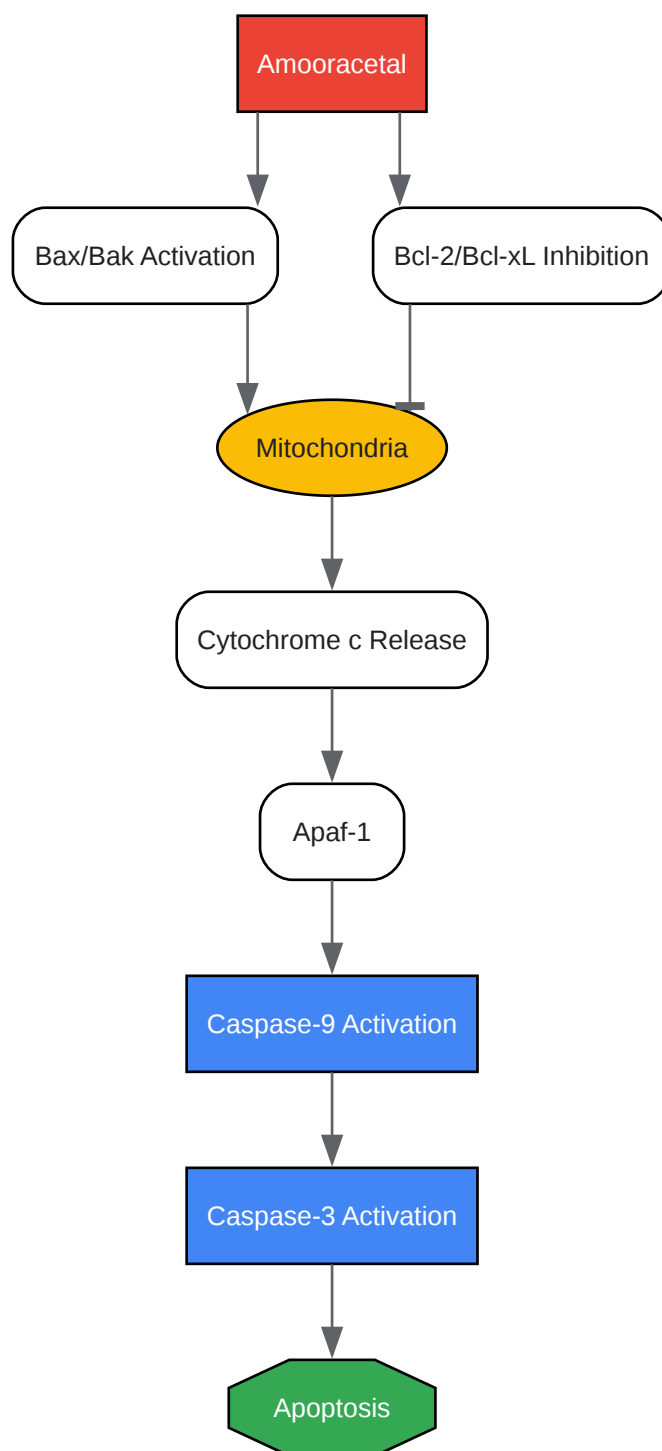 Amooracetal
Bax/Bak Activation
Bcl-2/Bcl-xL Inhibition
Mitochondria
Cytochrome c Release
Apaf-1
Caspase-9 Activation
Caspase-3 Activation
Apoptosis